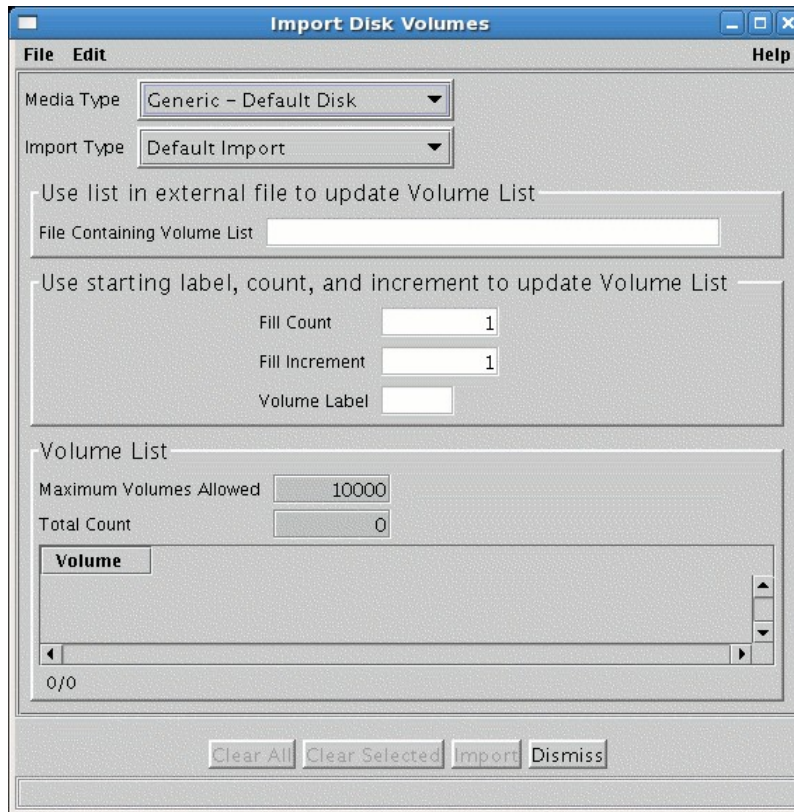 Import Disk Volumes
File Edit Help
Media Type Generic – Default Disk
Import Type Default Import
Use list in external file to update Volume List
File Containing Volume List
Use starting label, count, and increment to update Volume List
Fill Count 1
Fill Increment 1
Volume Label
Volume List
Maximum Volumes Allowed 10000
Total Count 0
Volume
0/0
Clear All Clear Selected Import Dismiss